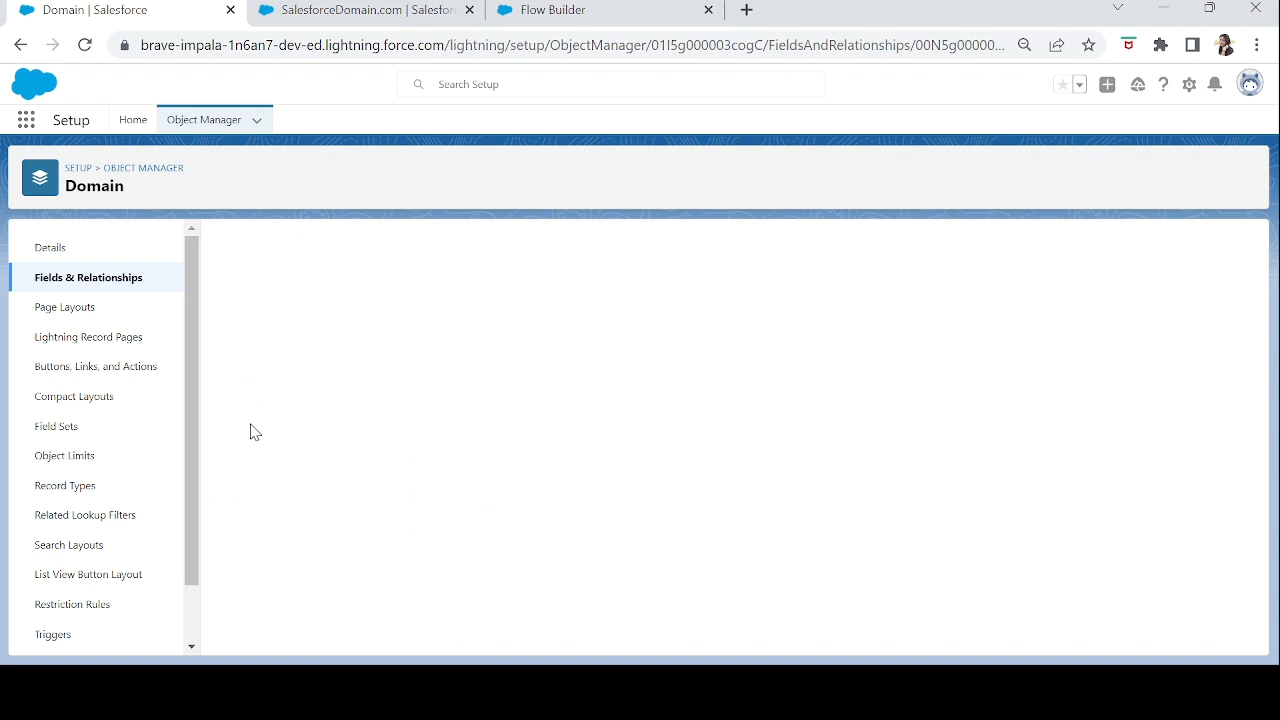 Domain | Salesforce
SalesforceDomain.com | Salesfor
Flow Builder
brave-impala-1n6an7-dev-ed.lightning.force.com/lightning/setup/ObjectManager/01I5g000003cogC/FieldsAndRelationships/00N5g00000...
Search Setup
Setup
Home
Object Manager
SETUP > OBJECT MANAGER
Domain
Details
Fields & Relationships
Page Layouts
Lightning Record Pages
Buttons, Links, and Actions
Compact Layouts
Field Sets
Object Limits
Record Types
Related Lookup Filters
Search Layouts
List View Button Layout
Restriction Rules
Triggers